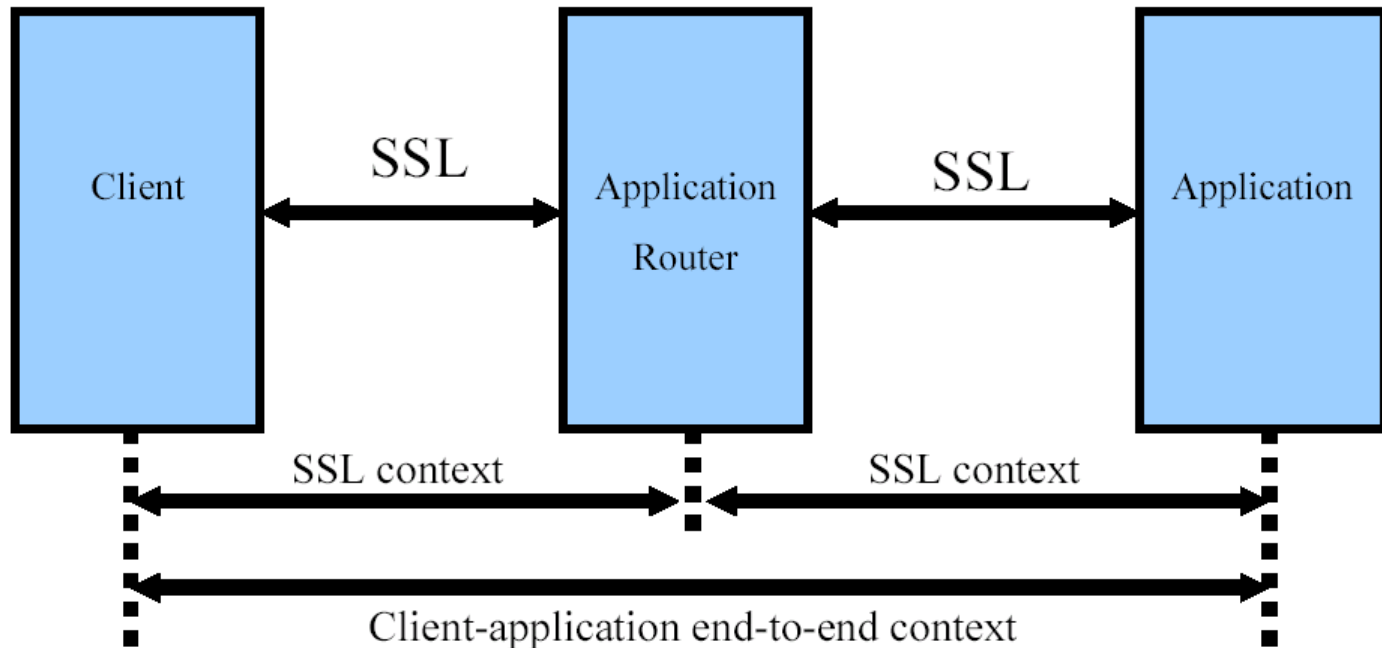 Client
SSL
Application
Router
SSL
Application
SSL context
SSL context
Client-application end-to-end context